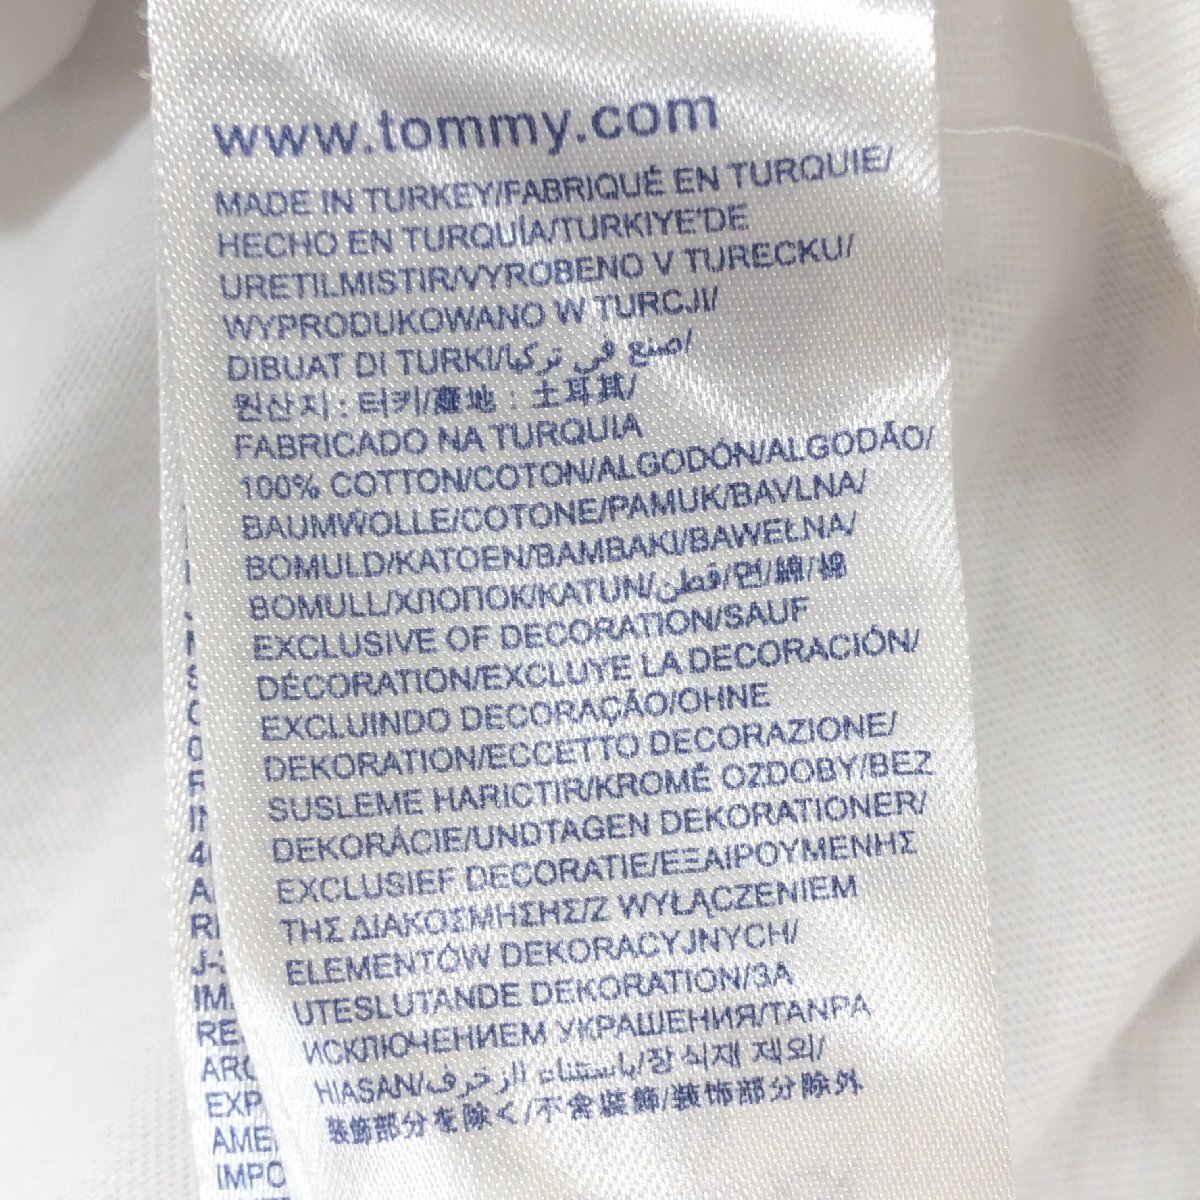 www.tommy.com
MADE IN TURKEY/FABRIQUÉ EN TURQUIE/
HECHO EN TURQUÍA/TURKIYE'DE
URETILMISTIR/VYROBENO V TURECKU/
WYPRODUKOWANO W TURCJI/
DIBUAT DI TURKI/صنع في تركيا/
원산지 : 터키/產地 : 土耳其/
FABRICADO NA TURQUIA
100% COTTON/COTON/ALGODÓN/ALGODÃO/
BAUMWOLLE/COTONE/PAMUK/BAVLNA/
BOMULD/KATOEN/BAMBAKI/BAWEŁNA/
BOMULL/ХЛОПОК/KATUN/قطن/면/綿/棉
EXCLUSIVE OF DECORATION/SAUF
DÉCORATION/EXCLUYE LA DECORACIÓN/
EXCLUINDO DECORAÇÃO/OHNE
DEKORATION/ECCETTO DECORAZIONE/
SUSLEME HARICTIR/KROMĚ OZDOBY/BEZ
DEKORÁCIE/UNDTAGEN DEKORATIONER/
EXCLUSIEF DECORATIE/ΕΞΑΙΡΟΥΜΕΝΗΣ
ΤΗΣ ΔΙΑΚΟΣΜΗΣΗΣ/Z WYŁĄCZENIEM
ELEMENTÓW DEKORACYJNYCH/
UTESLUTANDE DEKORATION/ЗА
ИСКЛЮЧЕНИЕМ УКРАШЕНИЯ/TANPA
HIASAN/باستثناء الزخرف/장식재 제외/
装飾部分を除く/不含裝飾/装饰部分除外
RE
ARC
EXP
AME
IMPO